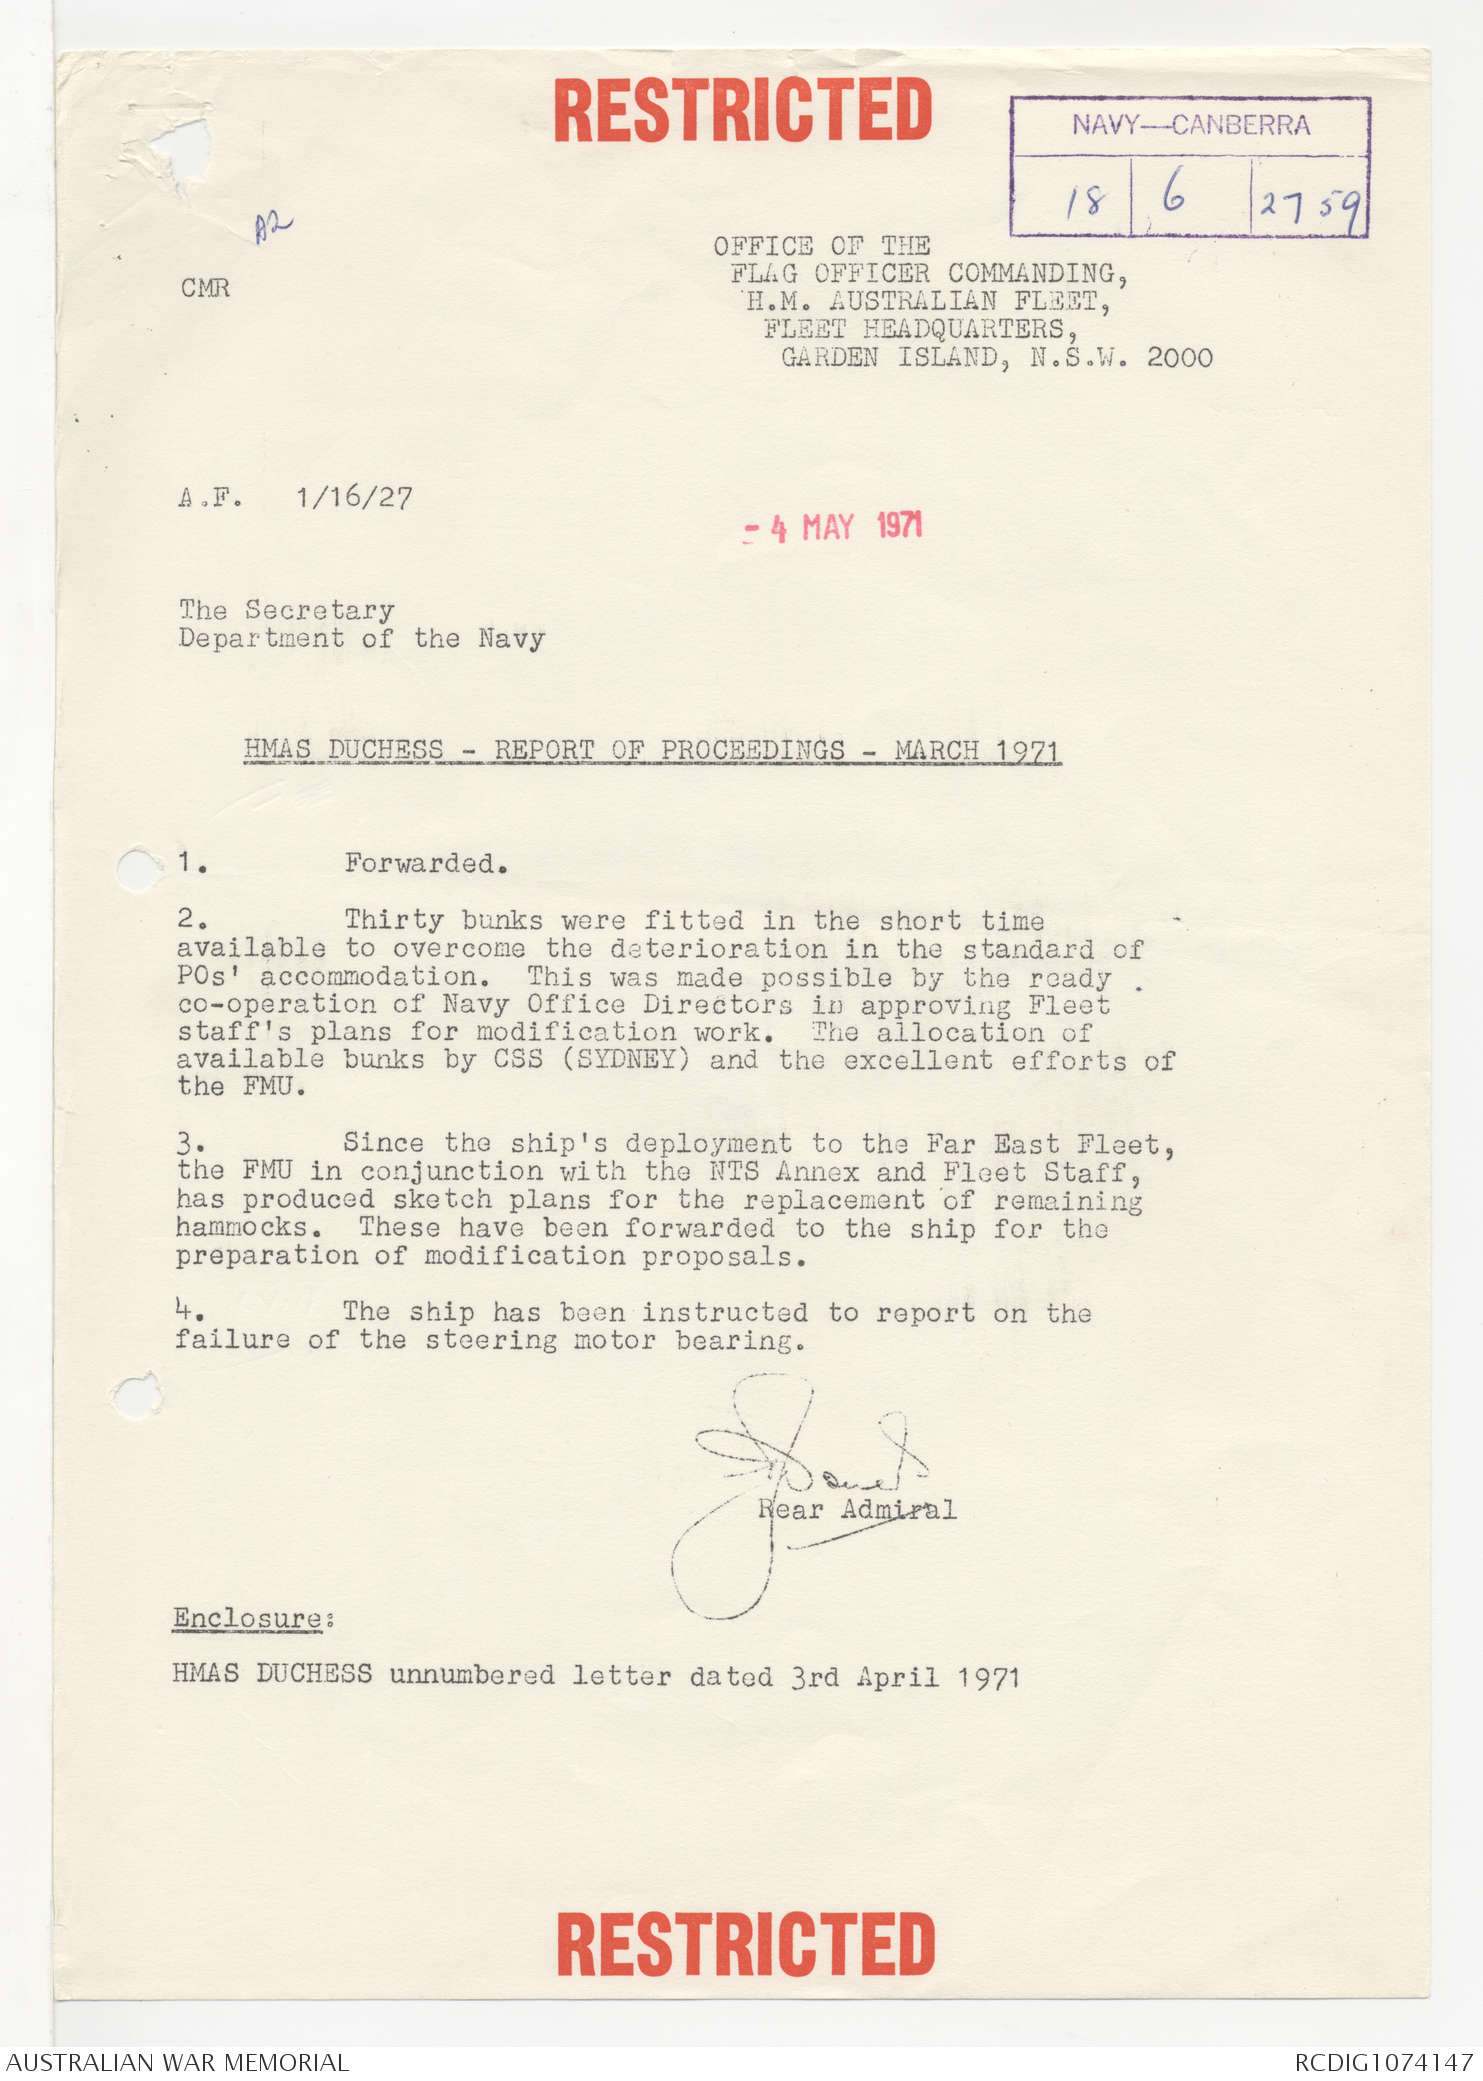 RESTRICTED
NAVY—CANBERRA
18 6 2759
A2
OFFICE OF THE
FLAG OFFICER COMMANDING,
CMR
H.M. AUSTRALIAN FLEET,
FLEET HEADQUARTERS,
GARDEN ISLAND, N.S.W. 2000
A.F. 1/16/27
- 4 MAY 1971
The Secretary
Department of the Navy
HMAS DUCHESS - REPORT OF PROCEEDINGS - MARCH 1971
1. Forwarded.
2. Thirty bunks were fitted in the short time
available to overcome the deterioration in the standard of
POs' accommodation. This was made possible by the ready
co-operation of Navy Office Directors in approving Fleet
staff's plans for modification work. The allocation of
available bunks by CSS (SYDNEY) and the excellent efforts of
the FMU.
3. Since the ship's deployment to the Far East Fleet,
the FMU in conjunction with the NTS Annex and Fleet Staff,
has produced sketch plans for the replacement of remaining
hammocks. These have been forwarded to the ship for the
preparation of modification proposals.
4. The ship has been instructed to report on the
failure of the steering motor bearing.
Rear Admiral
Enclosure:
HMAS DUCHESS unnumbered letter dated 3rd April 1971
RESTRICTED
AUSTRALIAN WAR MEMORIAL
RCDIG1074147